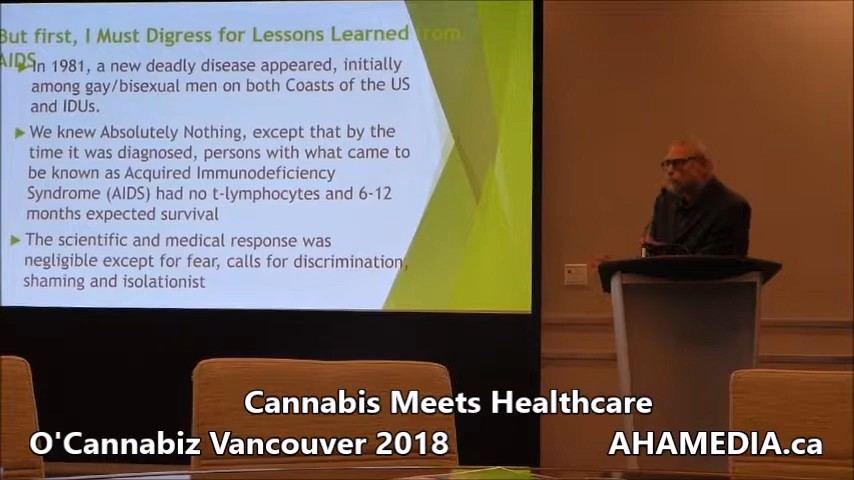 But first, I Must Digress for Lessons Learned from
AIDS
In 1981, a new deadly disease appeared, initially
among gay/bisexual men on both Coasts of the US
and IDUs.
We knew Absolutely Nothing, except that by the
time it was diagnosed, persons with what came to
be known as Acquired Immunodeficiency
Syndrome (AIDS) had no t-lymphocytes and 6-12
months expected survival
The scientific and medical response was
negligible except for fear, calls for discrimination,
shaming and isolationist
Cannabis Meets Healthcare
O'Cannabiz Vancouver 2018
AHAMEDIA.ca